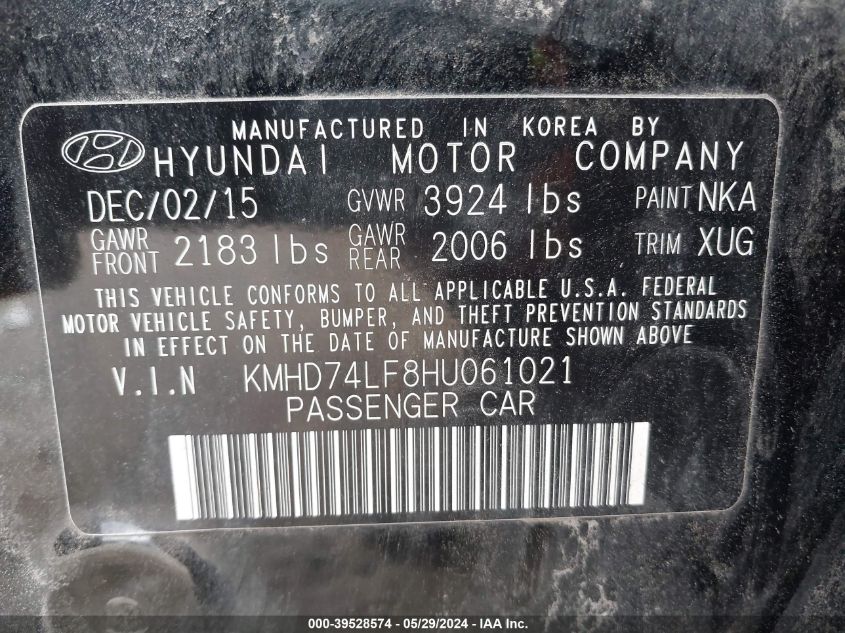 MANUFACTURED IN KOREA BY
HYUNDAI MOTOR COMPANY
DEC/02/15 GVWR 3924 lbs PAINT NKA
GAWR FRONT 2183 lbs GAWR REAR 2006 lbs TRIM XUG
THIS VEHICLE CONFORMS TO ALL APPLICABLE U.S.A. FEDERAL
MOTOR VEHICLE SAFETY, BUMPER, AND THEFT PREVENTION STANDARDS
IN EFFECT ON THE DATE OF MANUFACTURE SHOWN ABOVE
V.I.N KMHD74LF8HU061021
PASSENGER CAR
000-39528574 - 05/29/2024 - IAA Inc.